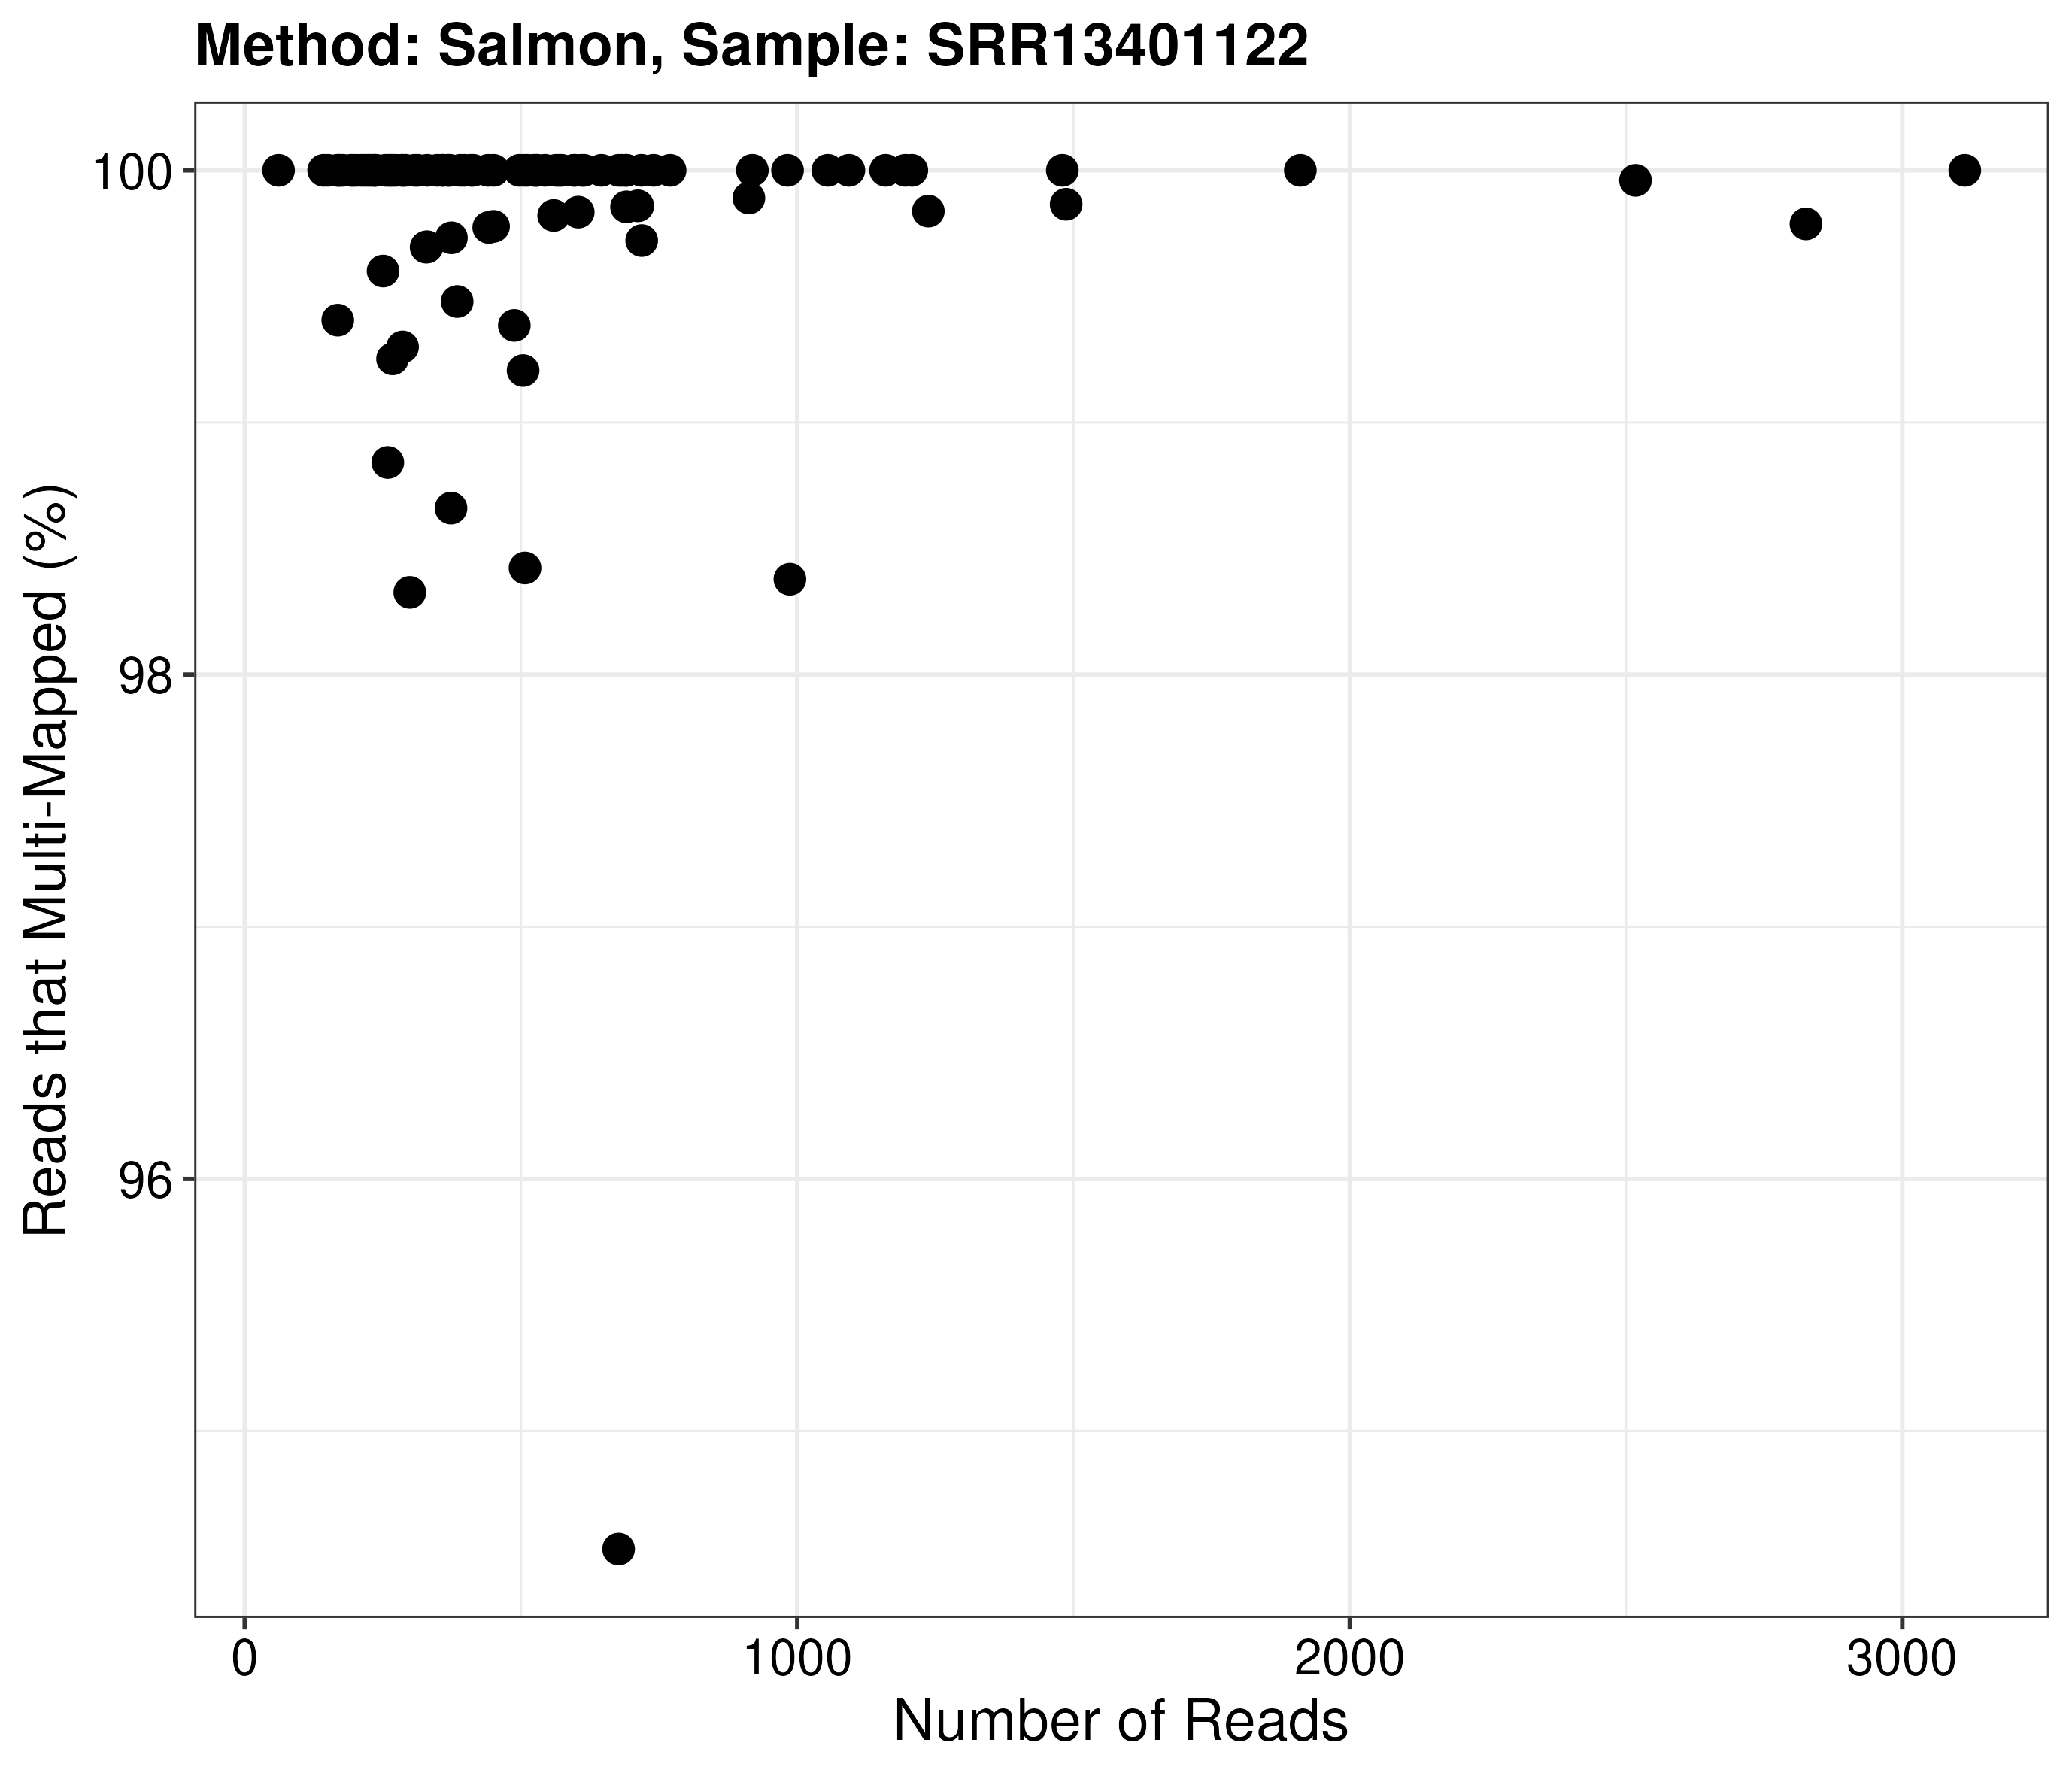 Method: Salmon, Sample: SRR13401122
Reads that Multi-Mapped (%)
100
98
96
0 1000 2000 3000
Number of Reads